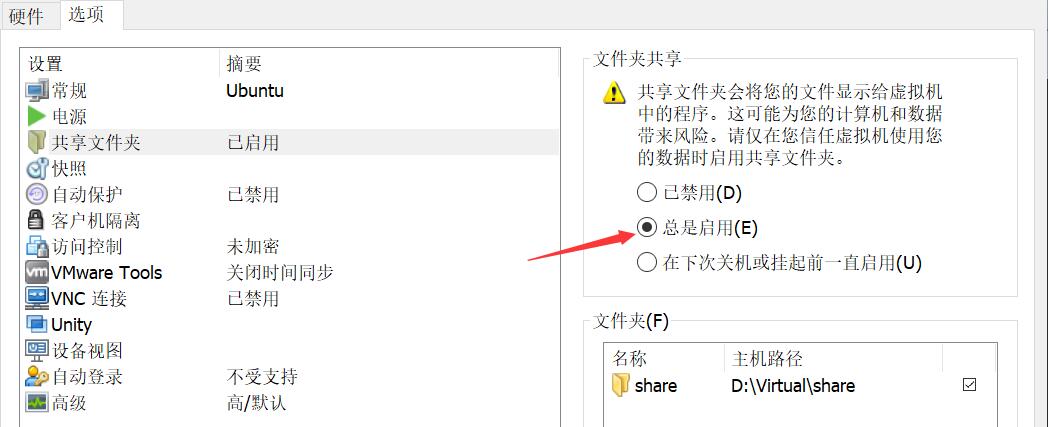 硬件 选项
设置 摘要
常规 Ubuntu
电源
共享文件夹 已启用
快照
自动保护 已禁用
客户机隔离
访问控制 未加密
VMware Tools 关闭时间同步
VNC 连接 已禁用
Unity
设备视图
自动登录 不受支持
高级 高/默认
文件夹共享
共享文件夹会将您的文件显示给虚拟机
中的程序。这可能为您的计算机和数据
带来风险。请仅在您信任虚拟机使用您
的数据时启用共享文件夹。
已禁用(D)
总是启用(E)
在下次关机或挂起前一直启用(U)
文件夹(F)
名称 主机路径
share D:\Virtual\share